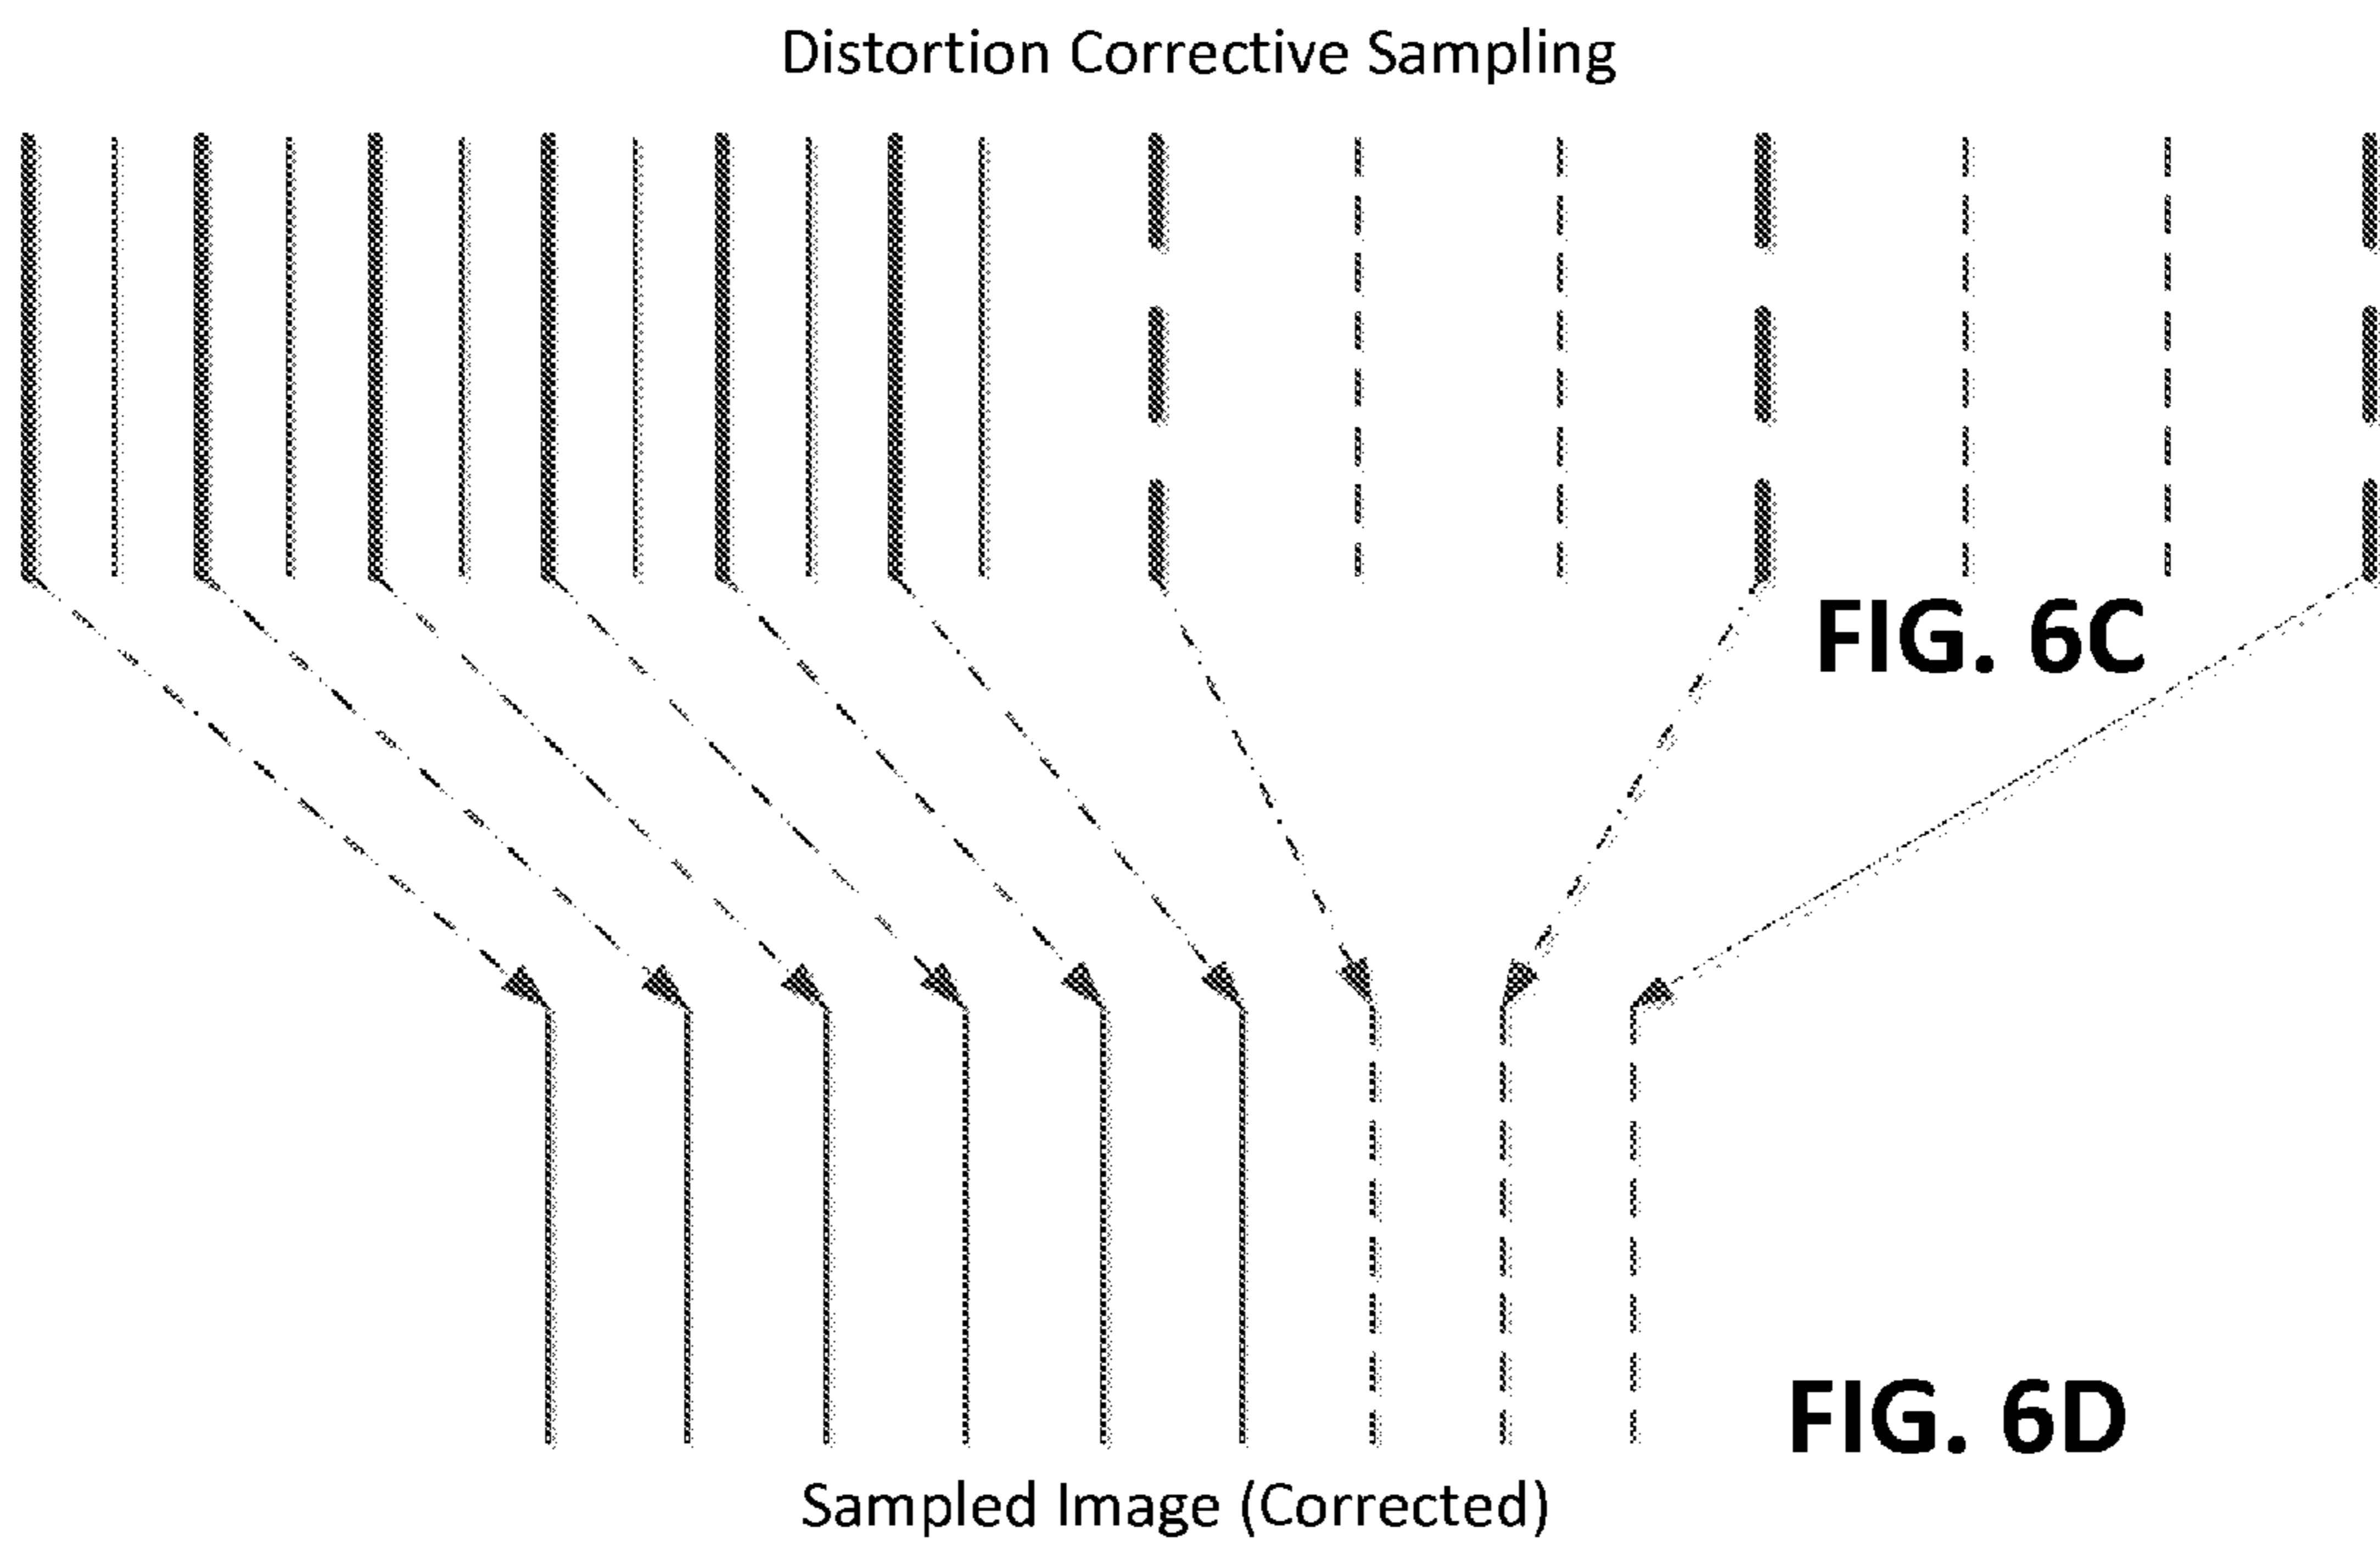 Distortion Corrective Sampling
FIG. 6C
FIG. 6D
Sampled Image (Corrected)